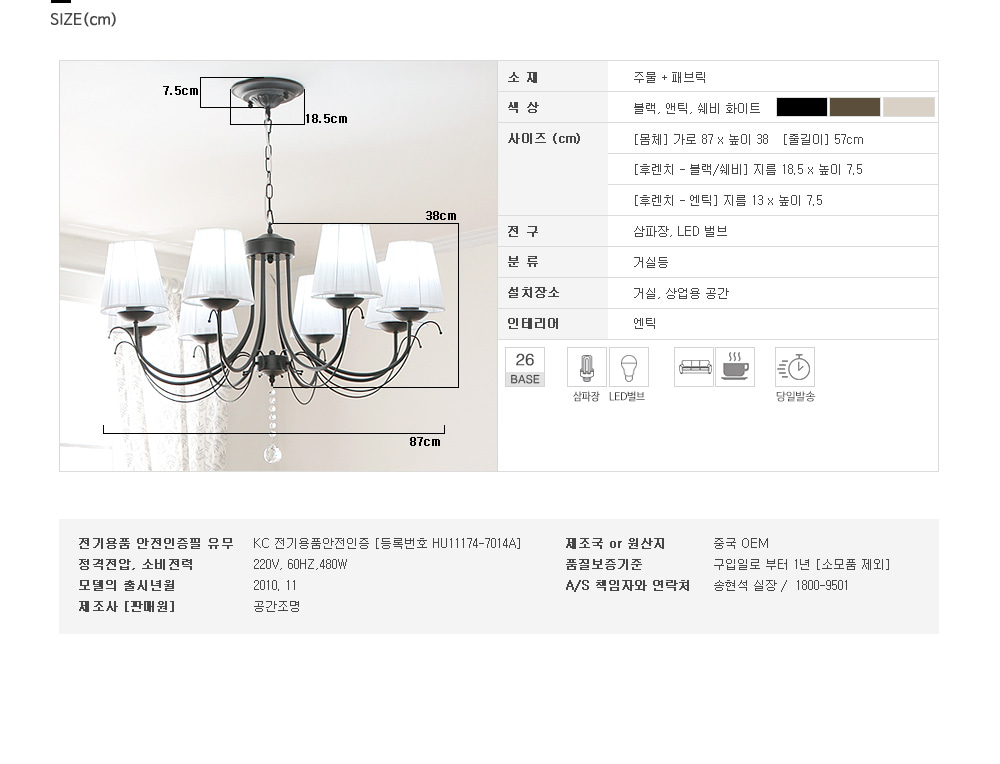 SIZE(cm)
7.5cm
18.5cm
38cm
87cm
소 재 주물 + 패브릭
색 상 블랙, 앤틱, 쉐비 화이트
사이즈 (cm) [몸체] 가로 87 x 높이 38 [줄길이] 57cm
[후렌치 - 블랙/쉐비] 지름 18.5 x 높이 7.5
[후렌치 - 엔틱] 지름 13 x 높이 7.5
전 구 삼파장, LED 벌브
분 류 거실등
설치장소 거실, 상업용 공간
인테리어 엔틱
26
BASE
삼파장 LED벌브 당일발송
전기용품 안전인증필 유무 KC 전기용품안전인증 [등록번호 HU11174-7014A]
정격전압, 소비전력 220V, 60HZ,480W
모델의 출시년월 2010. 11
제조사 [판매원] 공간조명
제조국 or 원산지 중국 OEM
품질보증기준 구입일로 부터 1년 [소모품 제외]
A/S 책임자와 연락처 송현석 실장 / 1800-9501